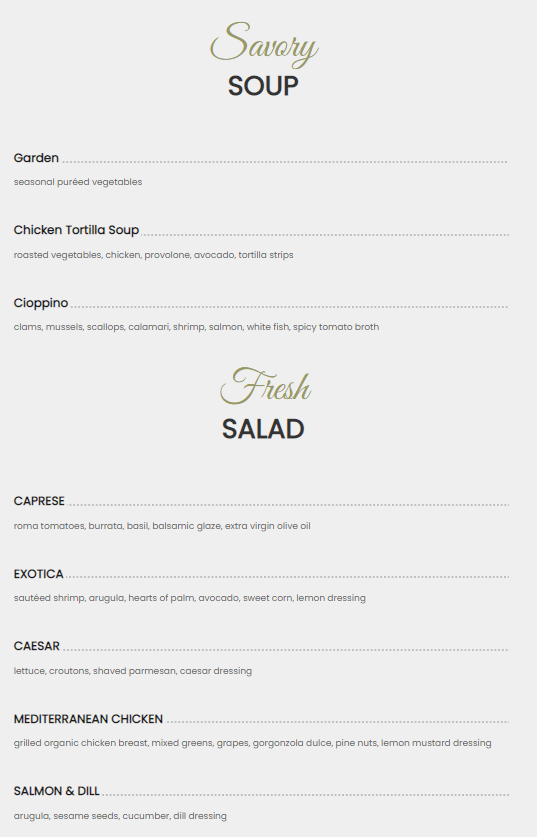 Savory
SOUP
Garden
seasonal puréed vegetables
Chicken Tortilla Soup
roasted vegetables, chicken, provolone, avocado, tortilla strips
Cioppino
clams, mussels, scallops, calamari, shrimp, salmon, white fish, spicy tomato broth
Fresh
SALAD
CAPRESE
roma tomatoes, burrata, basil, balsamic glaze, extra virgin olive oil
EXOTICA
sautéed shrimp, arugula, hearts of palm, avocado, sweet corn, lemon dressing
CAESAR
lettuce, croutons, shaved parmesan, caesar dressing
MEDITERRANEAN CHICKEN
grilled organic chicken breast, mixed greens, grapes, gorgonzola dulce, pine nuts, lemon mustard dressing
SALMON & DILL
arugula, sesame seeds, cucumber, dill dressing